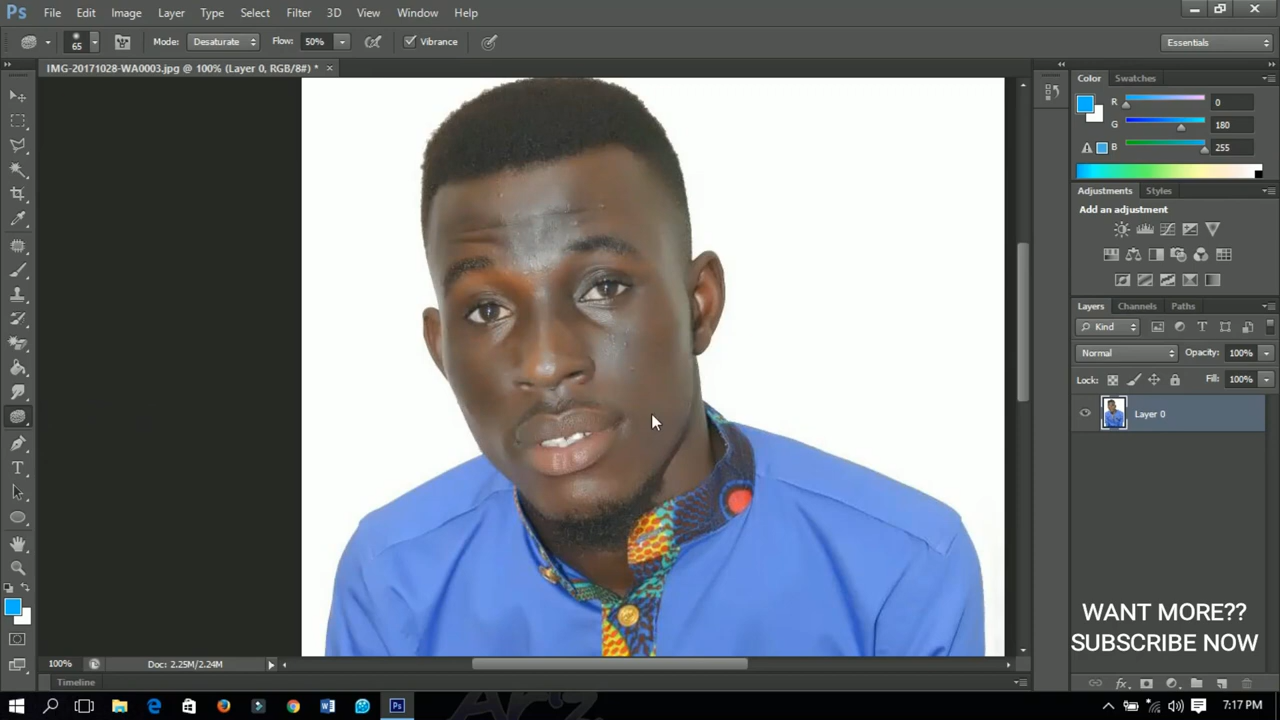 Ps File Edit Image Layer Type Select Filter 3D View Window Help
65 Mode: Desaturate Flow: 50% Vibrance Essentials
IMG-20171028-WA0003.jpg @ 100% (Layer 0, RGB/8#) *
Color Swatches
R 0
G 180
B 255
Adjustments Styles
Add an adjustment
Layers Channels Paths
Kind
Normal Opacity: 100%
Lock: Fill: 100%
Layer 0
WANT MORE??
SUBSCRIBE NOW
100% Doc: 2.25M/2.24M
Timeline
7:17 PM